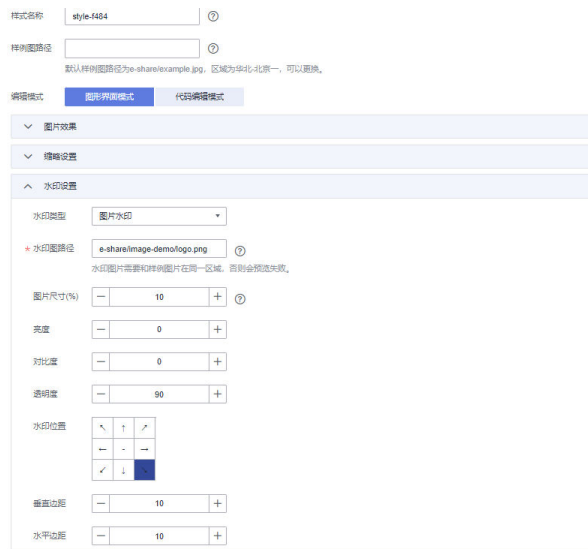 样式名称 style-f484
样例图路径
默认样例图路径为e-share/example.jpg，区域为华北-北京一，可以更换。
编辑模式 图形界面模式 代码编辑模式
图片效果
缩略设置
水印设置
水印类型 图片水印
* 水印图路径 e-share/image-demo/logo.png
水印图片需要和样例图片在同一区域，否则会预览失败。
图片尺寸(%) — 10 +
亮度 — 0 +
对比度 — 0 +
透明度 — 90 +
水印位置
垂直边距 — 10 +
水平边距 — 10 +